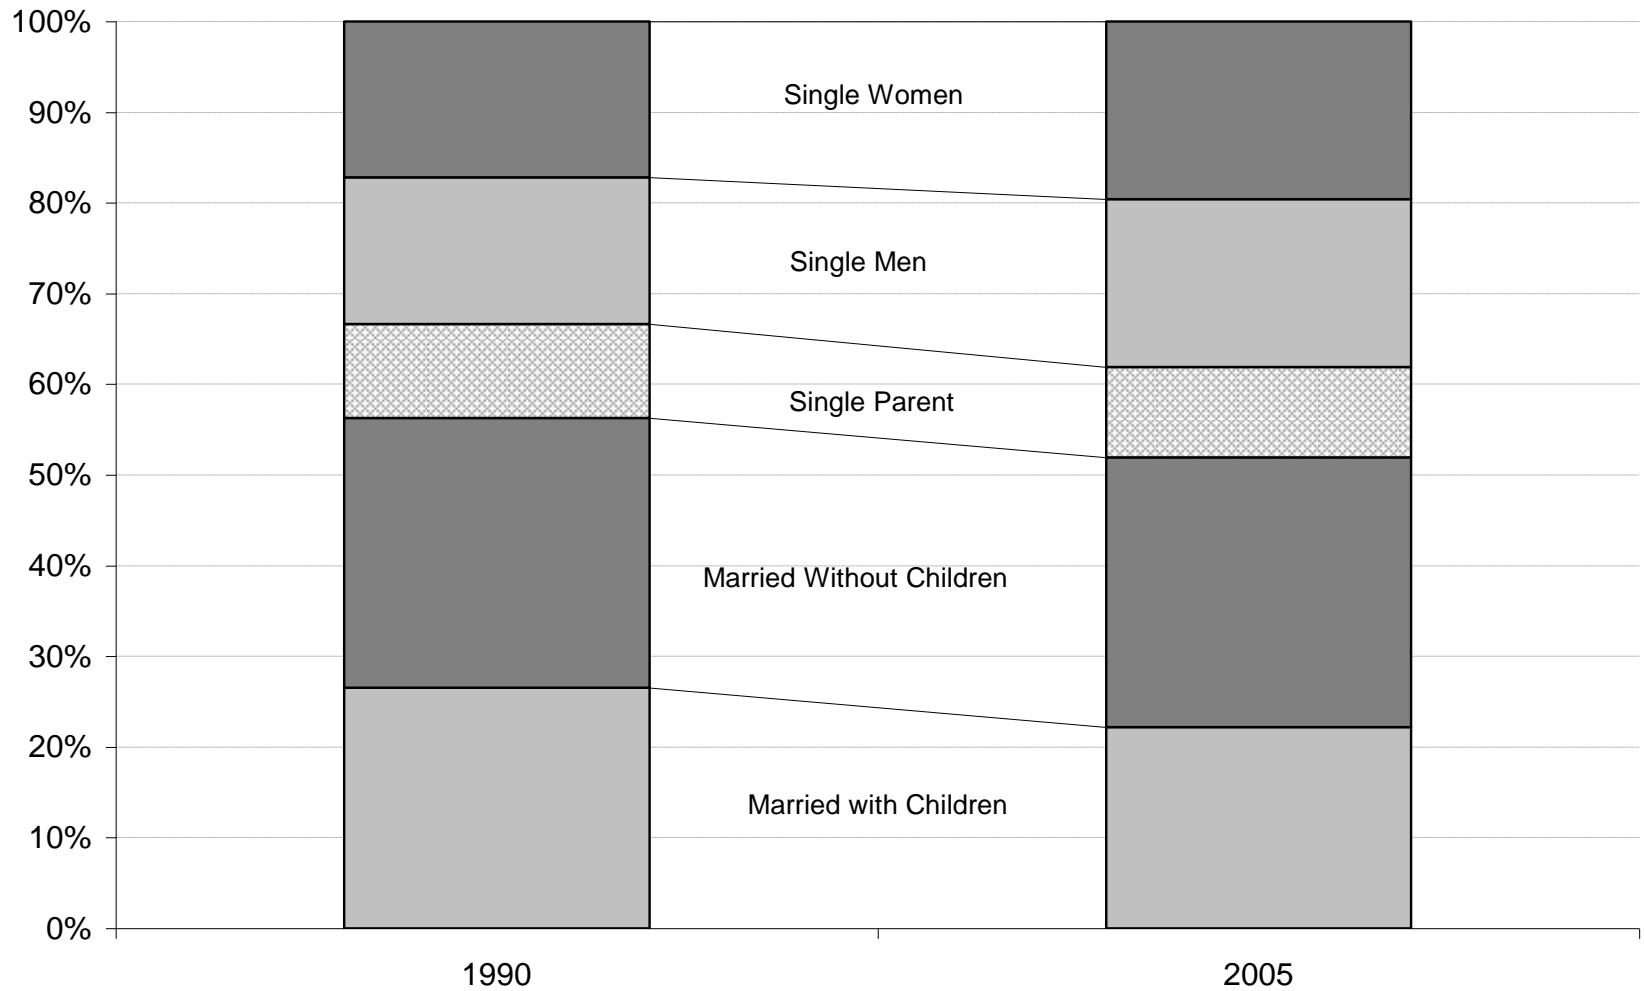 100%
90%
80%
70%
60%
50%
40%
30%
20%
10%
0%
Single Women
Single Men
Single Parent
Married Without Children
Married with Children
1990
2005